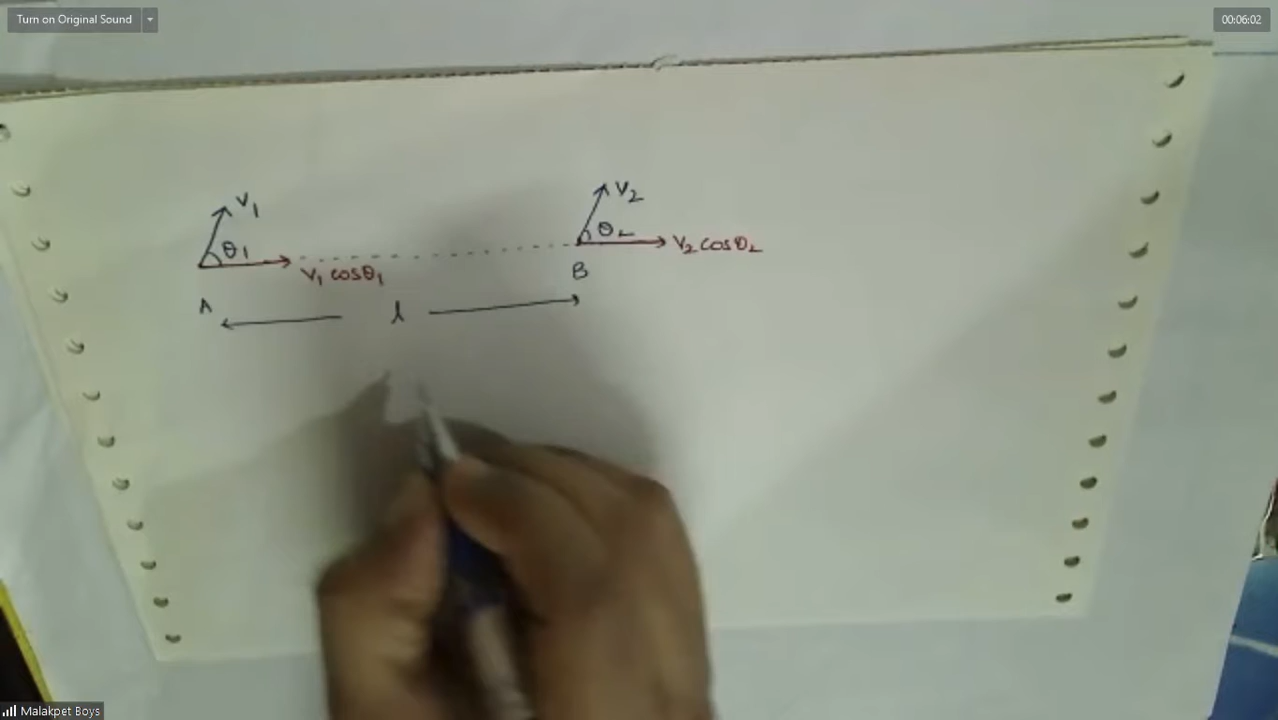 Turn on Original Sound
00:06:02
V1
V2
θ1
θ2
V1 cosθ1
V2 cosθ2
A
B
l
Malakpet Boys